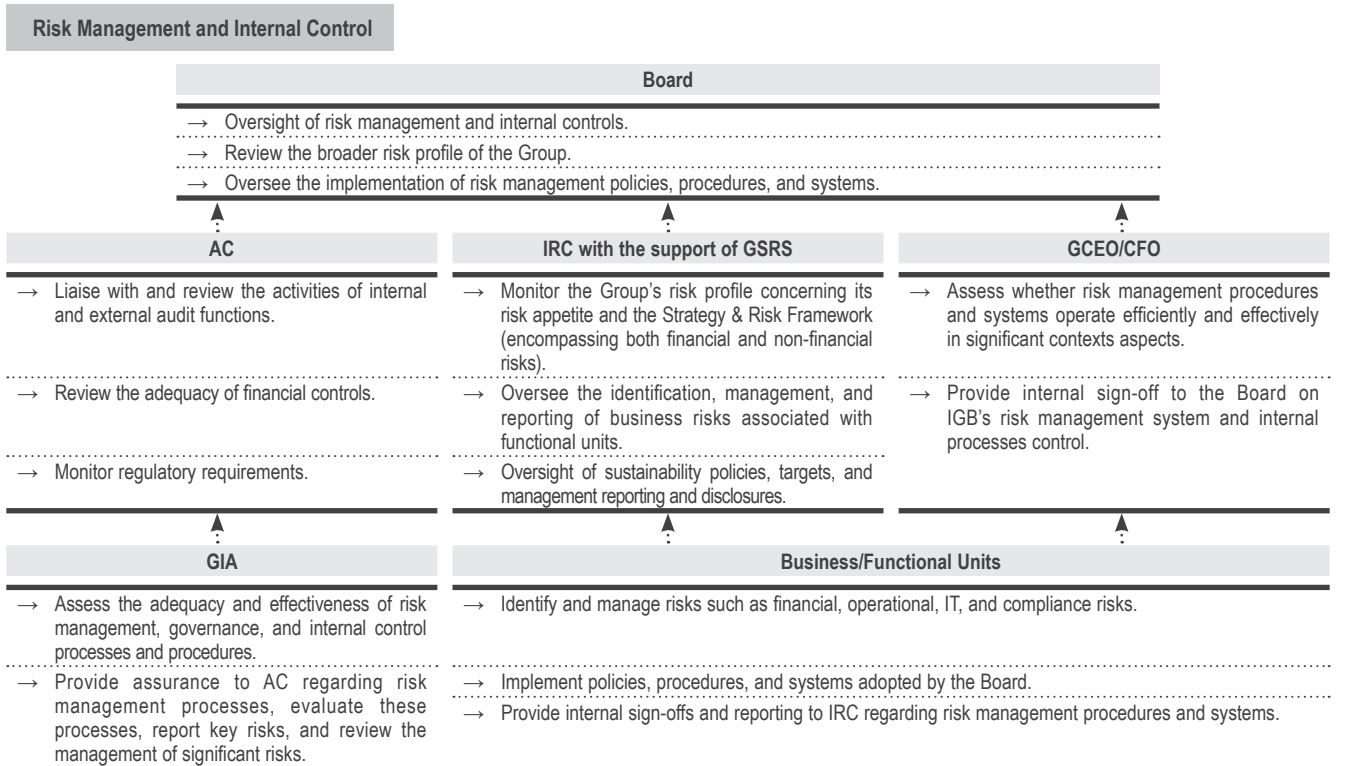 Risk Management and Internal Control
Board
→ Oversight of risk management and internal controls.
→ Review the broader risk profile of the Group.
→ Oversee the implementation of risk management policies, procedures, and systems.
AC
→ Liaise with and review the activities of internal
and external audit functions.
→ Review the adequacy of financial controls.
→ Monitor regulatory requirements.
IRC with the support of GSRS
→ Monitor the Group’s risk profile concerning its
risk appetite and the Strategy & Risk Framework
(encompassing both financial and non-financial
risks).
→ Oversee the identification, management, and
reporting of business risks associated with
functional units.
→ Oversight of sustainability policies, targets, and
management reporting and disclosures.
GCEO/CFO
→ Assess whether risk management procedures
and systems operate efficiently and effectively
in significant contexts aspects.
→ Provide internal sign-off to the Board on
IGB’s risk management system and internal
processes control.
GIA
→ Assess the adequacy and effectiveness of risk
management, governance, and internal control
processes and procedures.
→ Provide assurance to AC regarding risk
management processes, evaluate these
processes, report key risks, and review the
management of significant risks.
Business/Functional Units
→ Identify and manage risks such as financial, operational, IT, and compliance risks.
→ Implement policies, procedures, and systems adopted by the Board.
→ Provide internal sign-offs and reporting to IRC regarding risk management procedures and systems.